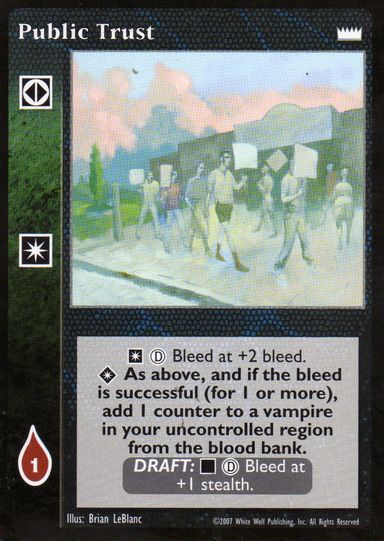 Public Trust
Bleed at +2 bleed.
As above, and if the bleed
is successful (for 1 or more),
add 1 counter to a vampire
in your uncontrolled region
from the blood bank.
DRAFT: D Bleed at
+1 stealth.
1
Illus: Brian LeBlanc ©2007 White Wolf Publishing, Inc. All Rights Reserved